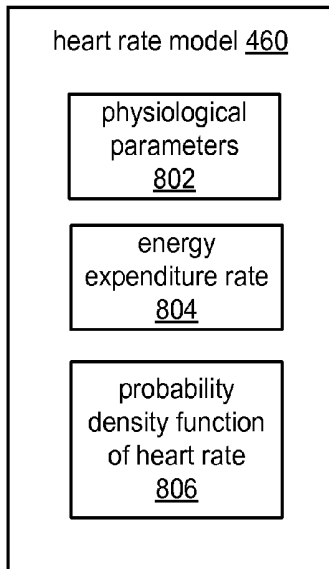 heart rate model 460
physiological
parameters
802
energy
expenditure rate
804
probability
density function
of heart rate
806